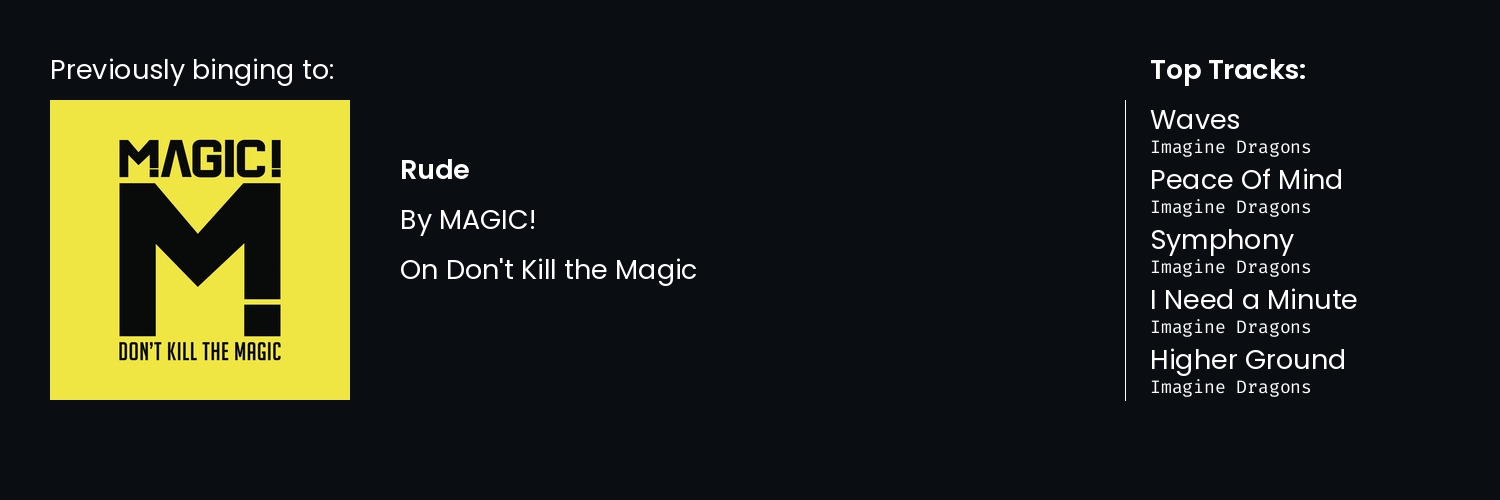 Previously binging to:
MAGIC!
M
DON'T KILL THE MAGIC
Rude
By MAGIC!
On Don't Kill the Magic
Top Tracks:
Waves
Imagine Dragons
Peace Of Mind
Imagine Dragons
Symphony
Imagine Dragons
I Need a Minute
Imagine Dragons
Higher Ground
Imagine Dragons